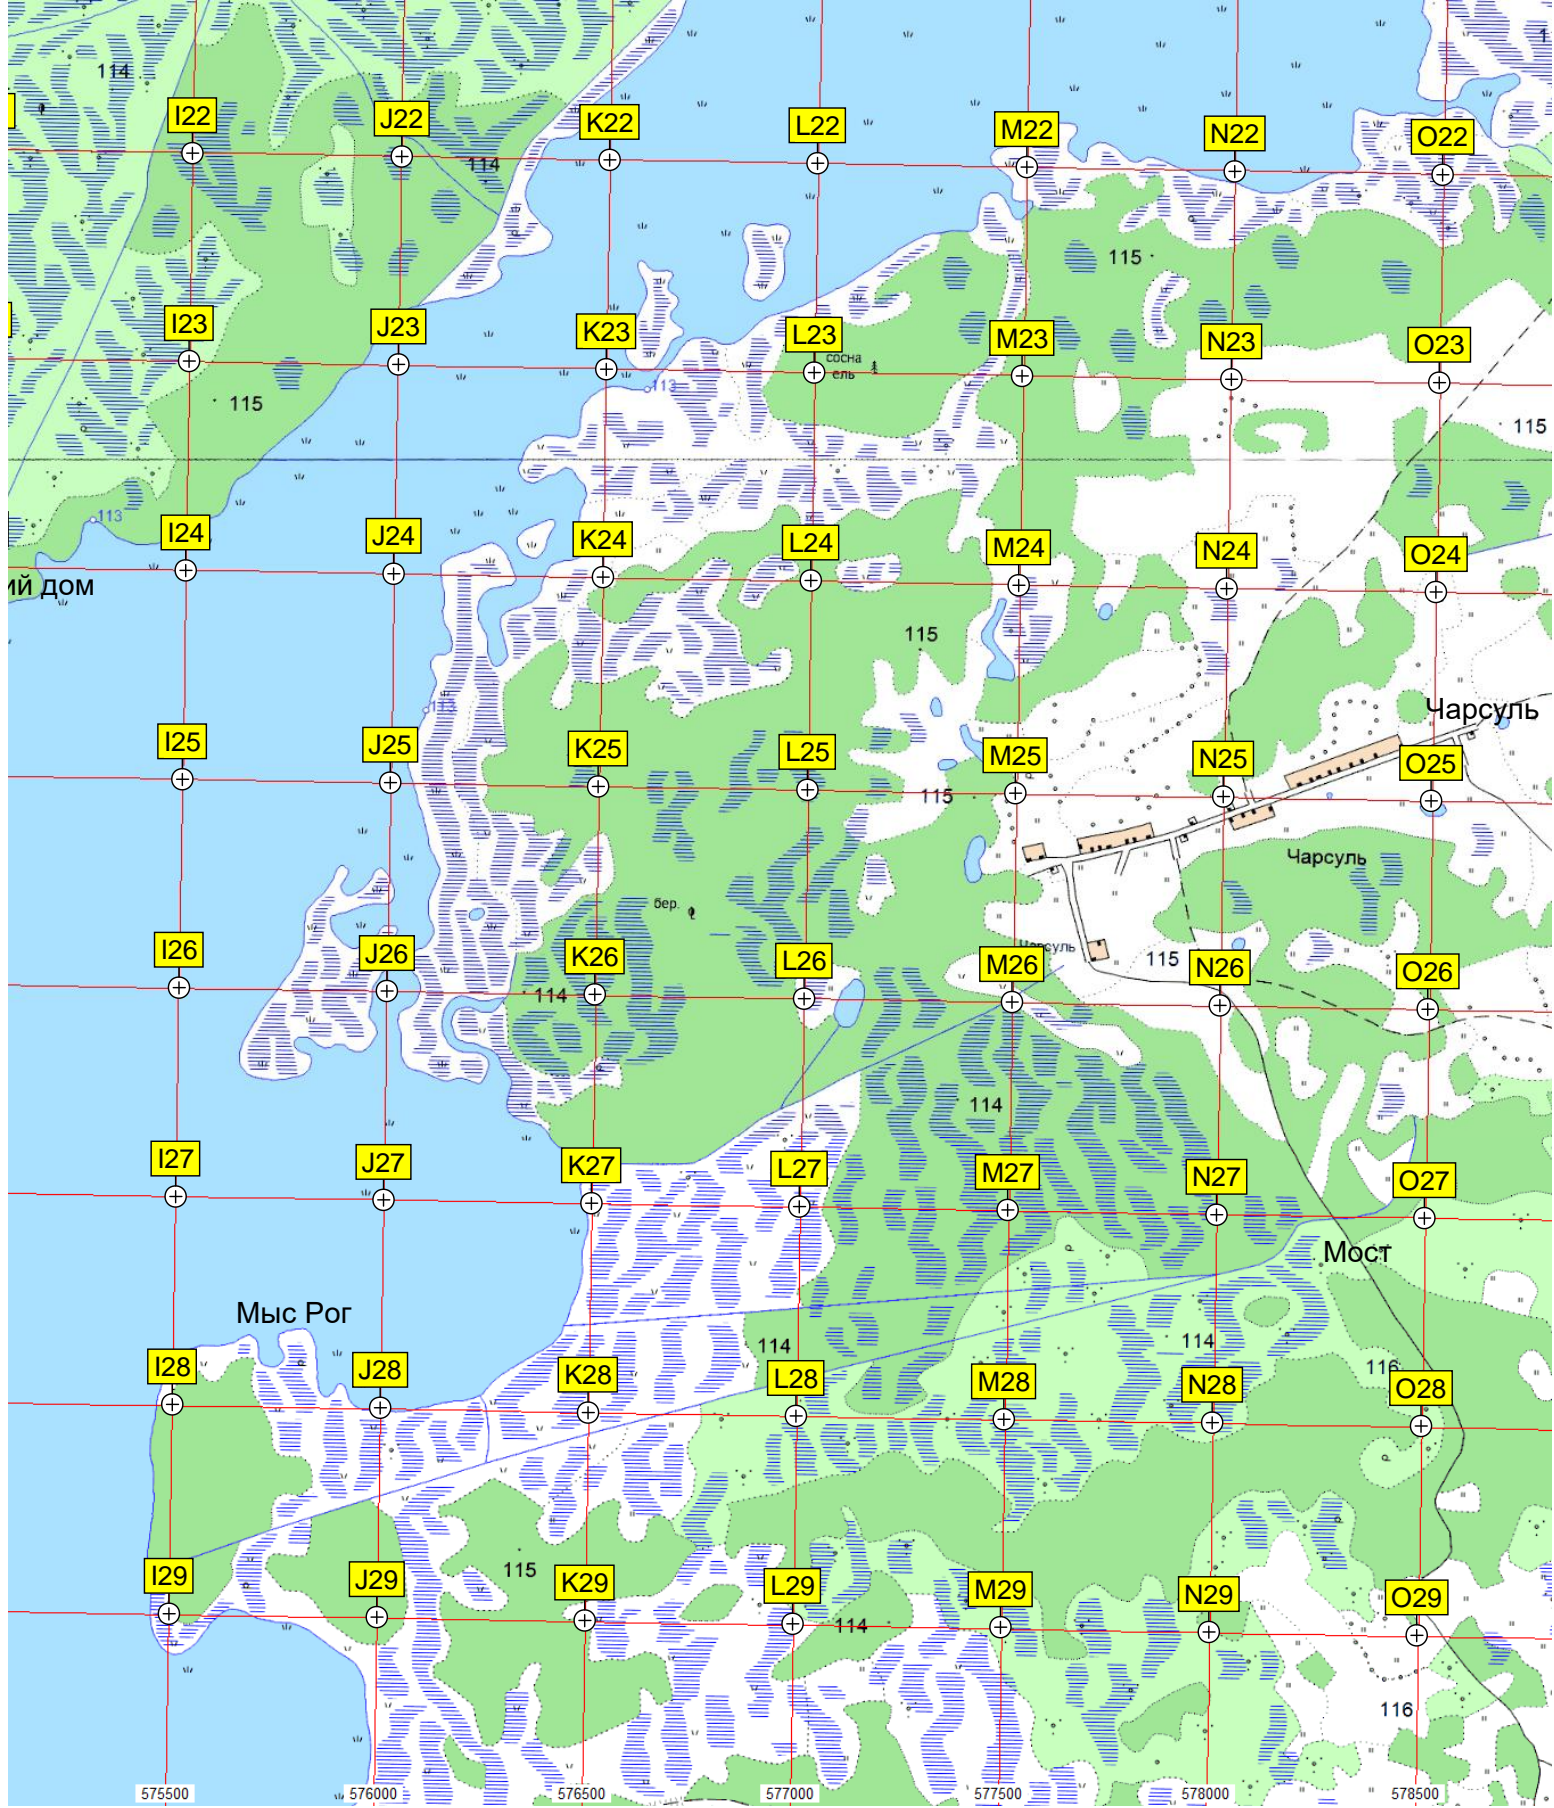 114
I22 J22 K22 L22 M22 N22 O22
114
115
I23 J23 K23 L23 M23 N23 O23
сосна
ель
113
115
115
113
I24 J24 K24 L24 M24 N24 O24
ий дом
115
113
Чарсуль
I25 J25 K25 L25 M25 N25 O25
115
Чарсуль
бер.
I26 J26 K26 L26 M26 N26 O26
115
114
114
I27 J27 K27 L27 M27 N27 O27
Мост
Мыс Рог
114
114
116
I28 J28 K28 L28 M28 N28 O28
115
I29 J29 K29 L29 M29 N29 O29
114
116
575500 576000 576500 577000 577500 578000 578500